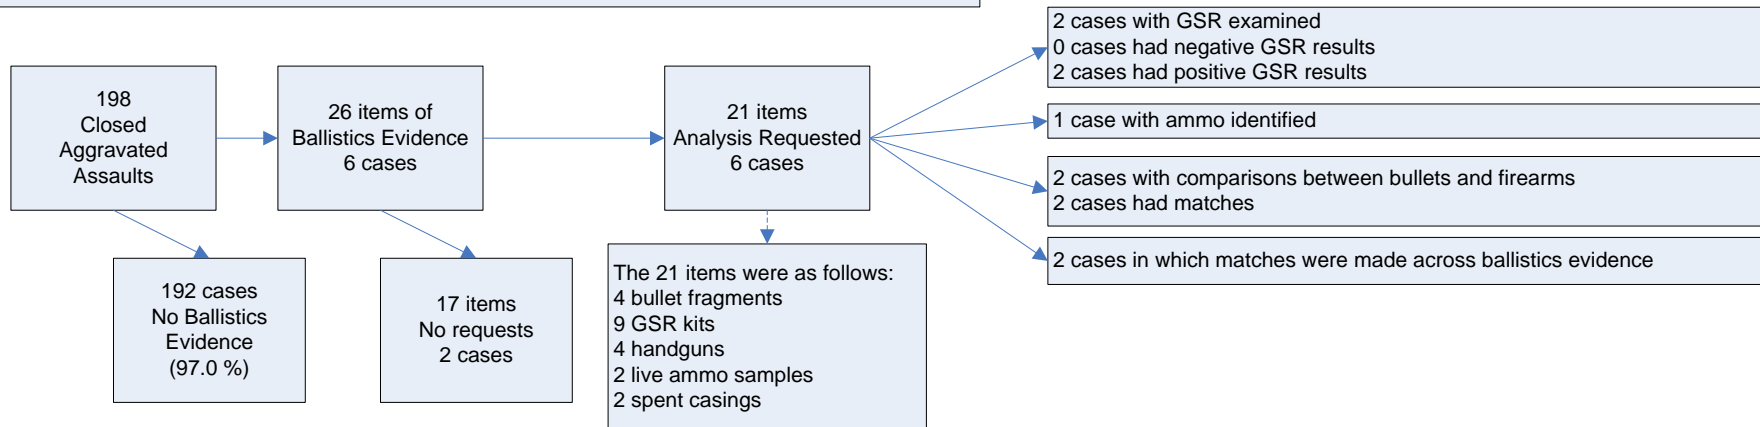 198
Closed
Aggravated
Assaults
26 items of
Ballistics Evidence
6 cases
21 items
Analysis Requested
6 cases
2 cases with GSR examined
0 cases had negative GSR results
2 cases had positive GSR results
1 case with ammo identified
2 cases with comparisons between bullets and firearms
2 cases had matches
2 cases in which matches were made across ballistics evidence
192 cases
No Ballistics
Evidence
(97.0 %)
17 items
No requests
2 cases
The 21 items were as follows:
4 bullet fragments
9 GSR kits
4 handguns
2 live ammo samples
2 spent casings